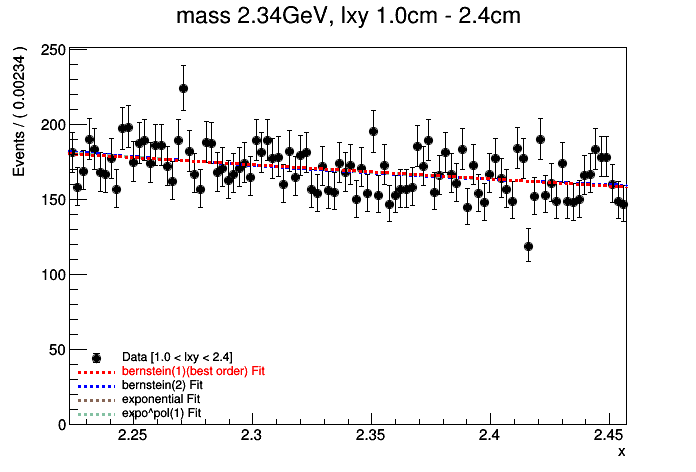 mass 2.34GeV, lxy 1.0cm - 2.4cm
Events / ( 0.00234 )
250
200
150
100
50
0
Data [1.0 < lxy < 2.4]
bernstein(1)(best order) Fit
bernstein(2) Fit
exponential Fit
expo^pol(1) Fit
2.25
2.3
2.35
2.4
2.45
x